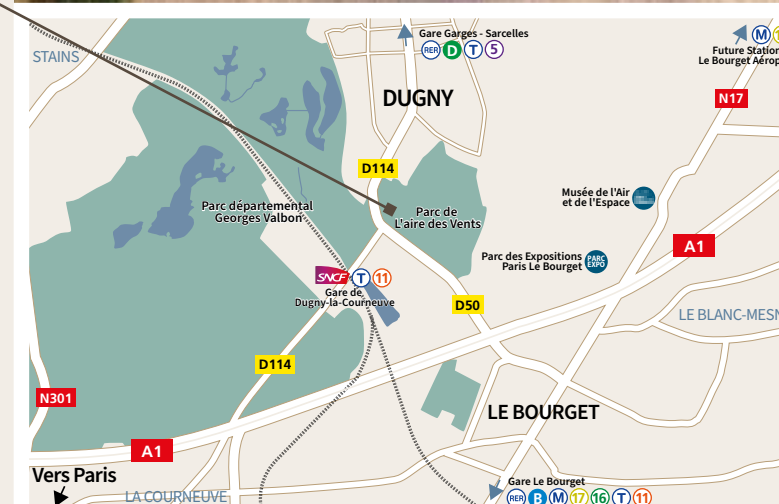 STAINS
Gare Garges - Sarcelles
RER D T 5
M
Future Station
Le Bourget Aérop
DUGNY
N17
D114
Parc départemental
Georges Valbon
Parc de
L'aire des Vents
Musée de l'Air
et de l'Espace
A1
Parc des Expositions
Paris Le Bourget
PARC
EXPO
SNCF T 11
Gare de
Dugny-la-Courneuve
D50
LE BLANC-MESN
D114
N301
LE BOURGET
A1
Vers Paris
LA COURNEUVE
Gare Le Bourget
RER B M 17 16 T 11